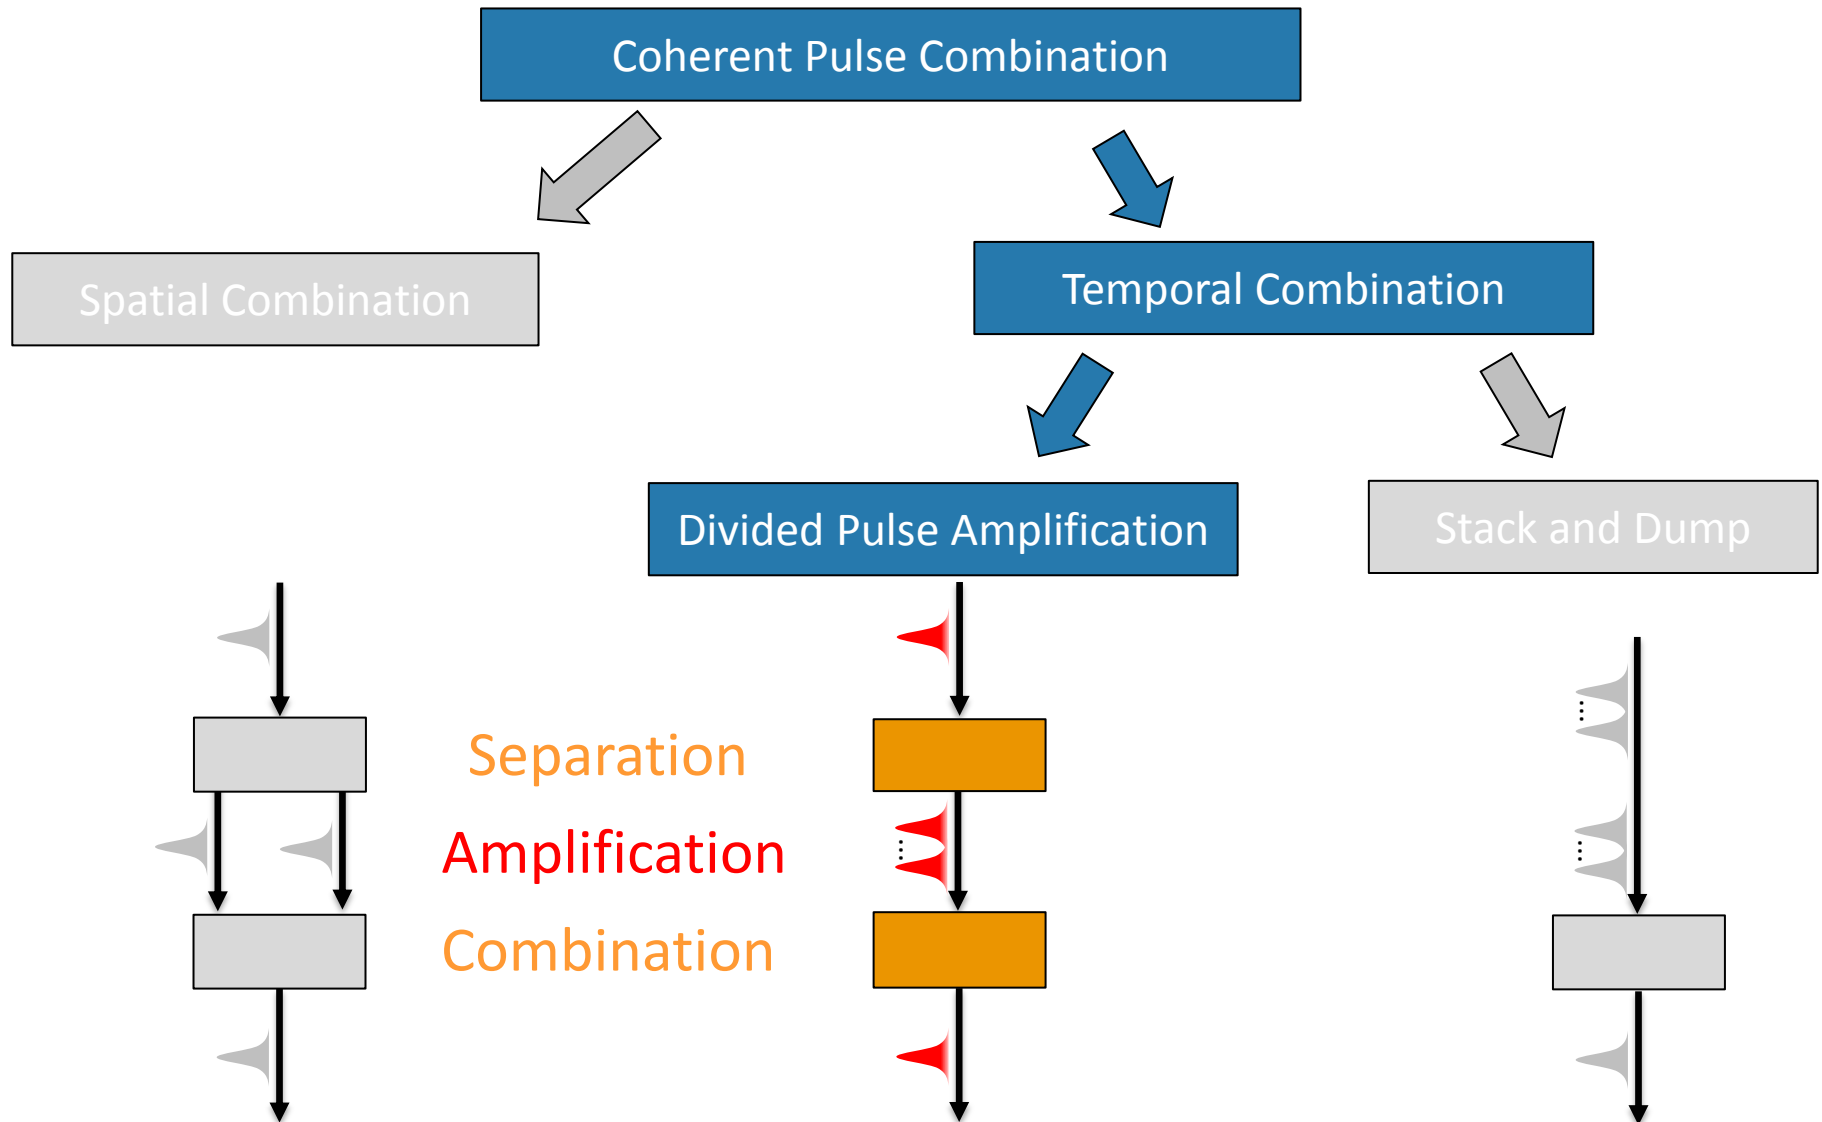 Coherent Pulse Combination
Spatial Combination
Temporal Combination
Divided Pulse Amplification
Stack and Dump
Separation
Amplification
Combination